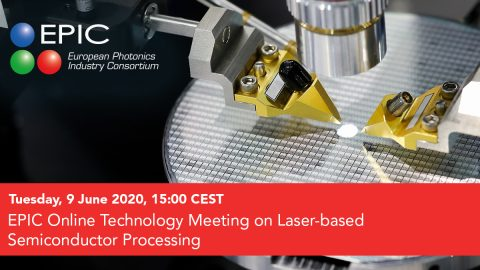 EPIC
European Photonics
Industry Consortium
Tuesday, 9 June 2020, 15:00 CEST
EPIC Online Technology Meeting on Laser-based
Semiconductor Processing